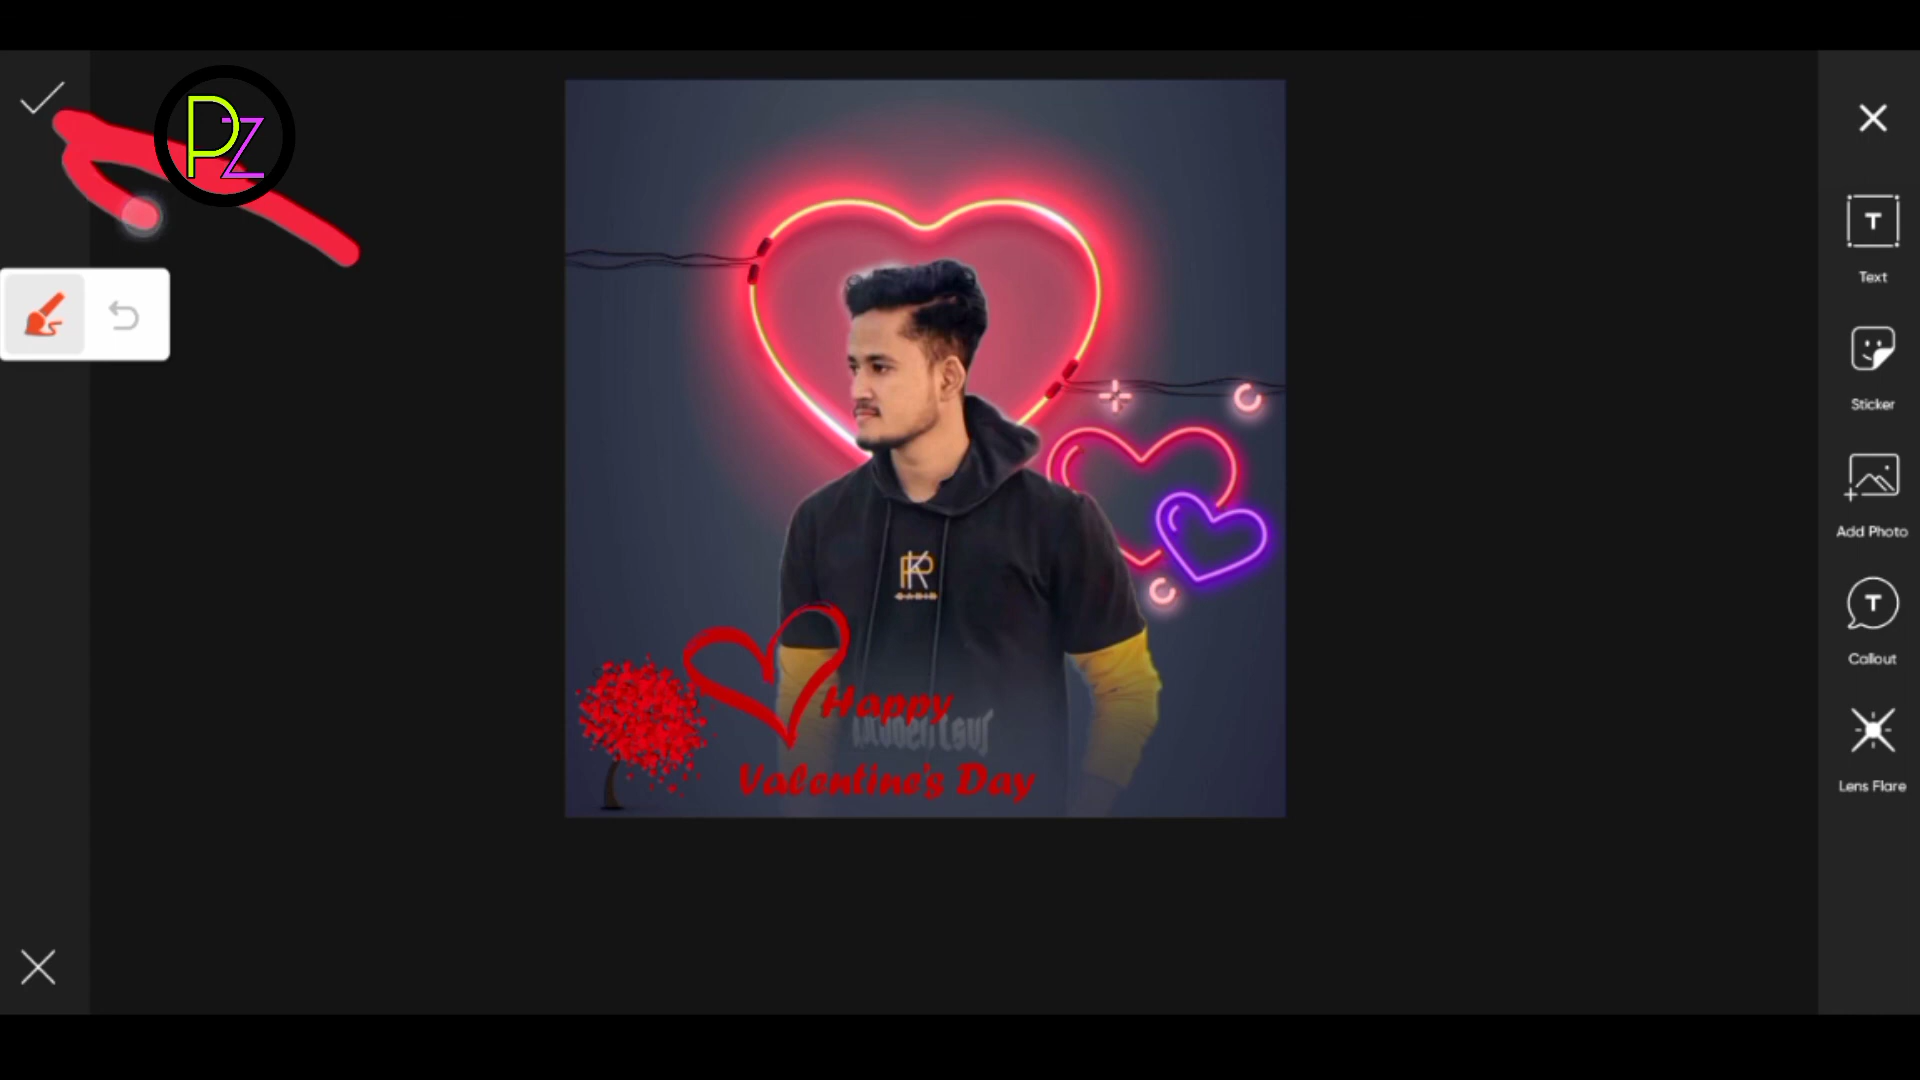 PZ
T
Text
Sticker
Add Photo
T
Callout
Lens Flare
Happy
Valentine's Day